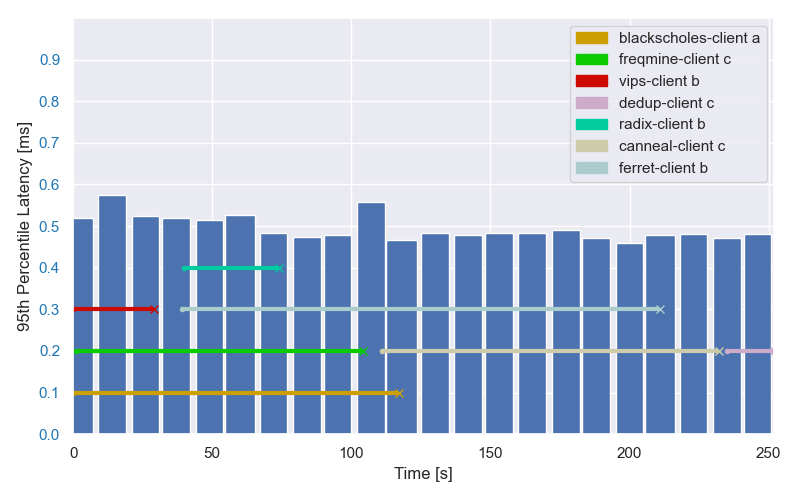 95th Percentile Latency [ms]
0.9
0.8
0.7
0.6
0.5
0.4
0.3
0.2
0.1
0.0
blackscholes-client a
freqmine-client c
vips-client b
dedup-client c
radix-client b
canneal-client c
ferret-client b
0 50 100 150 200 250
Time [s]